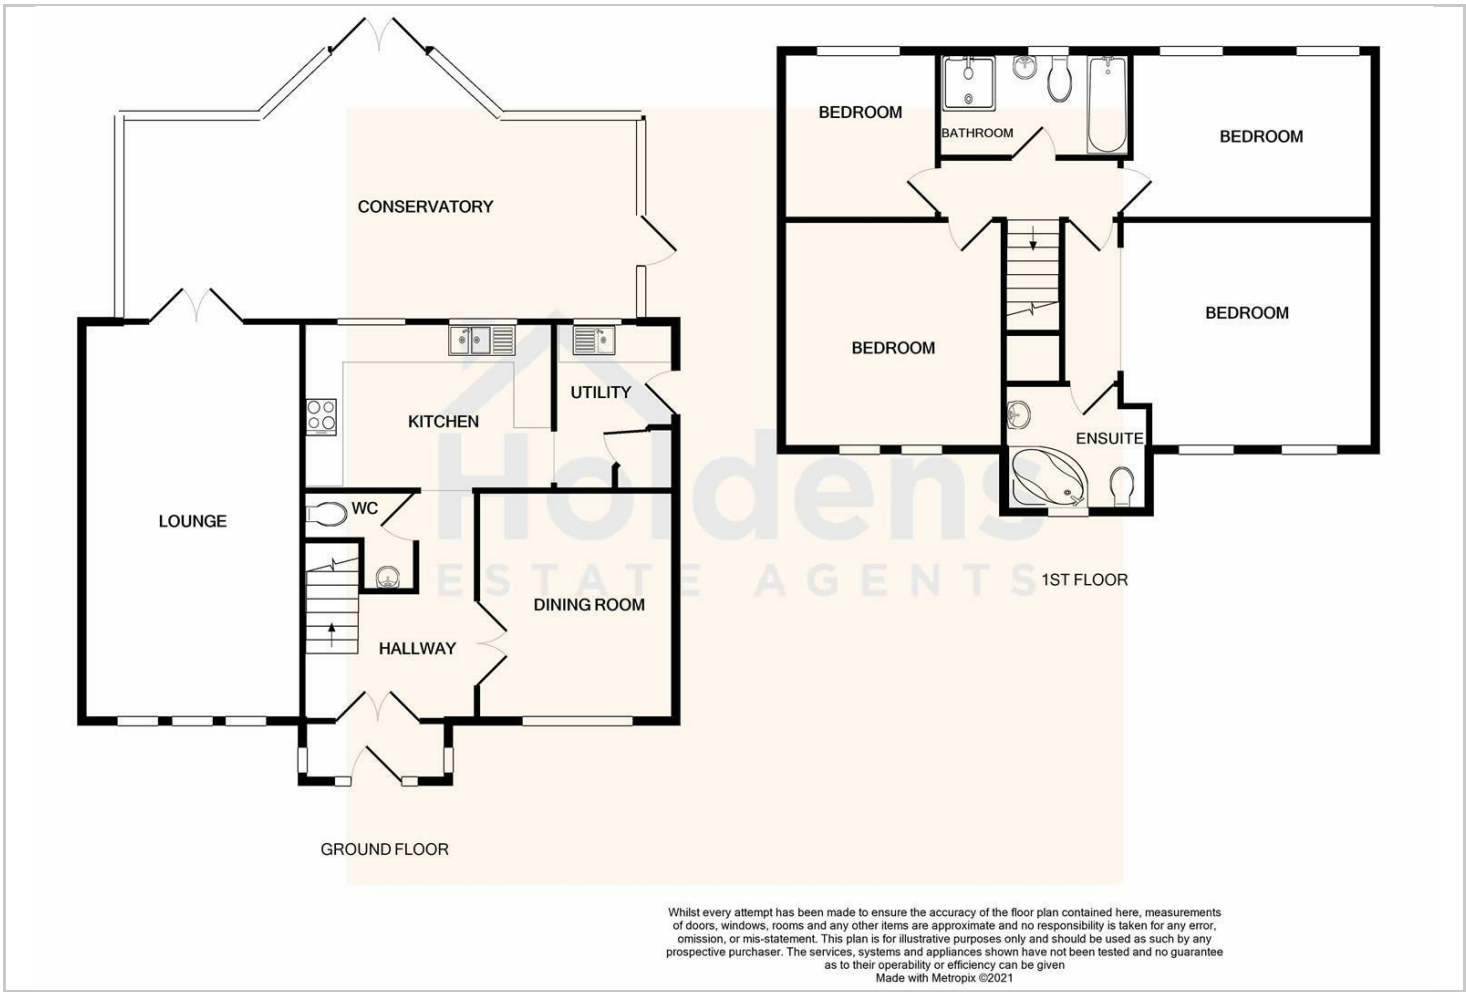 CONSERVATORY
LOUNGE
KITCHEN
UTILITY
WC
HALLWAY
DINING ROOM
GROUND FLOOR
BEDROOM
BATHROOM
BEDROOM
BEDROOM
BEDROOM
ENSUITE
1ST FLOOR
Holdens
ESTATE AGENTS
Whilst every attempt has been made to ensure the accuracy of the floor plan contained here, measurements
of doors, windows, rooms and any other items are approximate and no responsibility is taken for any error,
omission, or mis-statement. This plan is for illustrative purposes only and should be used as such by any
prospective purchaser. The services, systems and appliances shown have not been tested and no guarantee
as to their operability or efficiency can be given
Made with Metropix ©2021